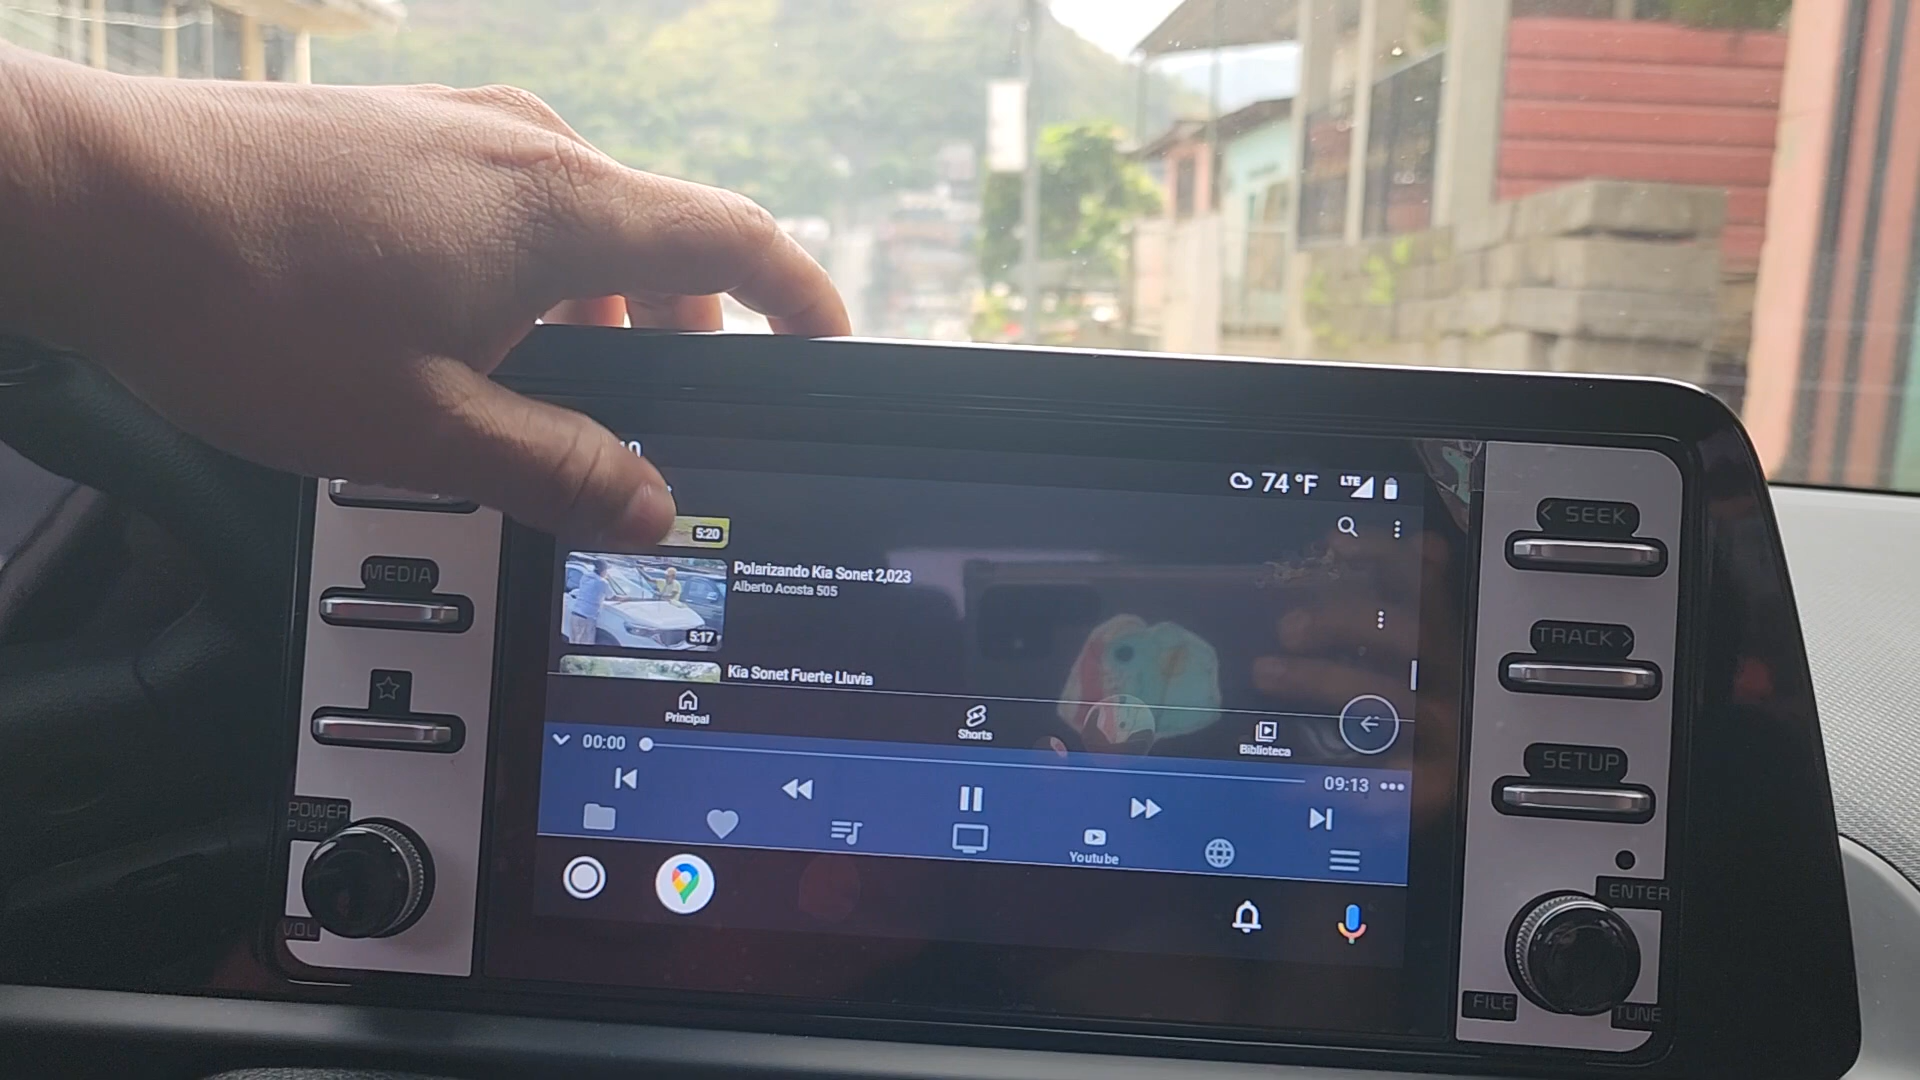 74 °F
LTE
5:20
Polarizando Kia Sonet 2,023
Alberto Acosta 505
5:17
Kia Sonet Fuerte Lluvia
Principal
Shorts
Biblioteca
00:00
09:13
Youtube
MEDIA
POWER
PUSH
VOL
< SEEK
TRACK >
SETUP
ENTER
FILE
TUNE